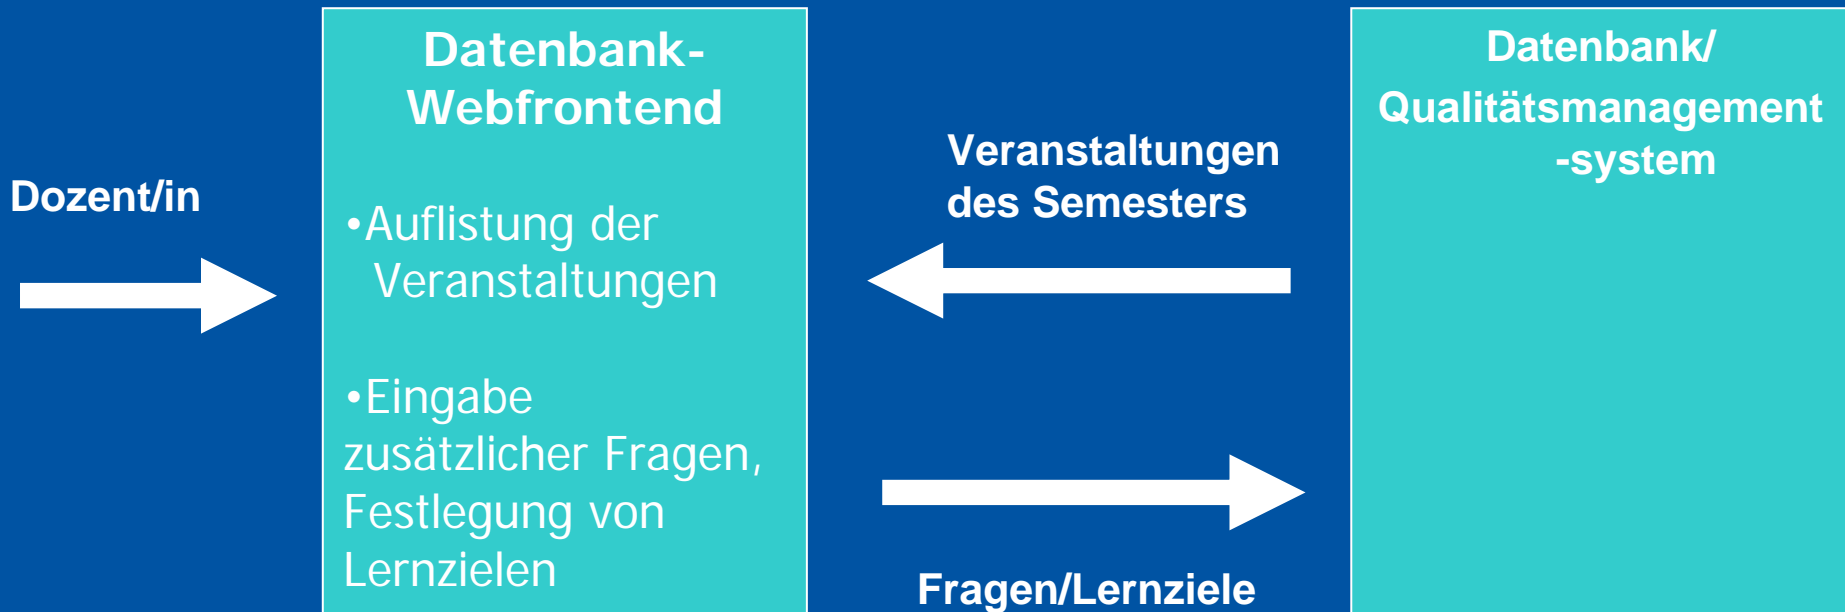 Dozent/in
Datenbank-
Webfrontend
•Auflistung der
Veranstaltungen
•Eingabe
zusätzlicher Fragen,
Festlegung von
Lernzielen
Veranstaltungen
des Semesters
Fragen/Lernziele
Datenbank/
Qualitätsmanagement
-system